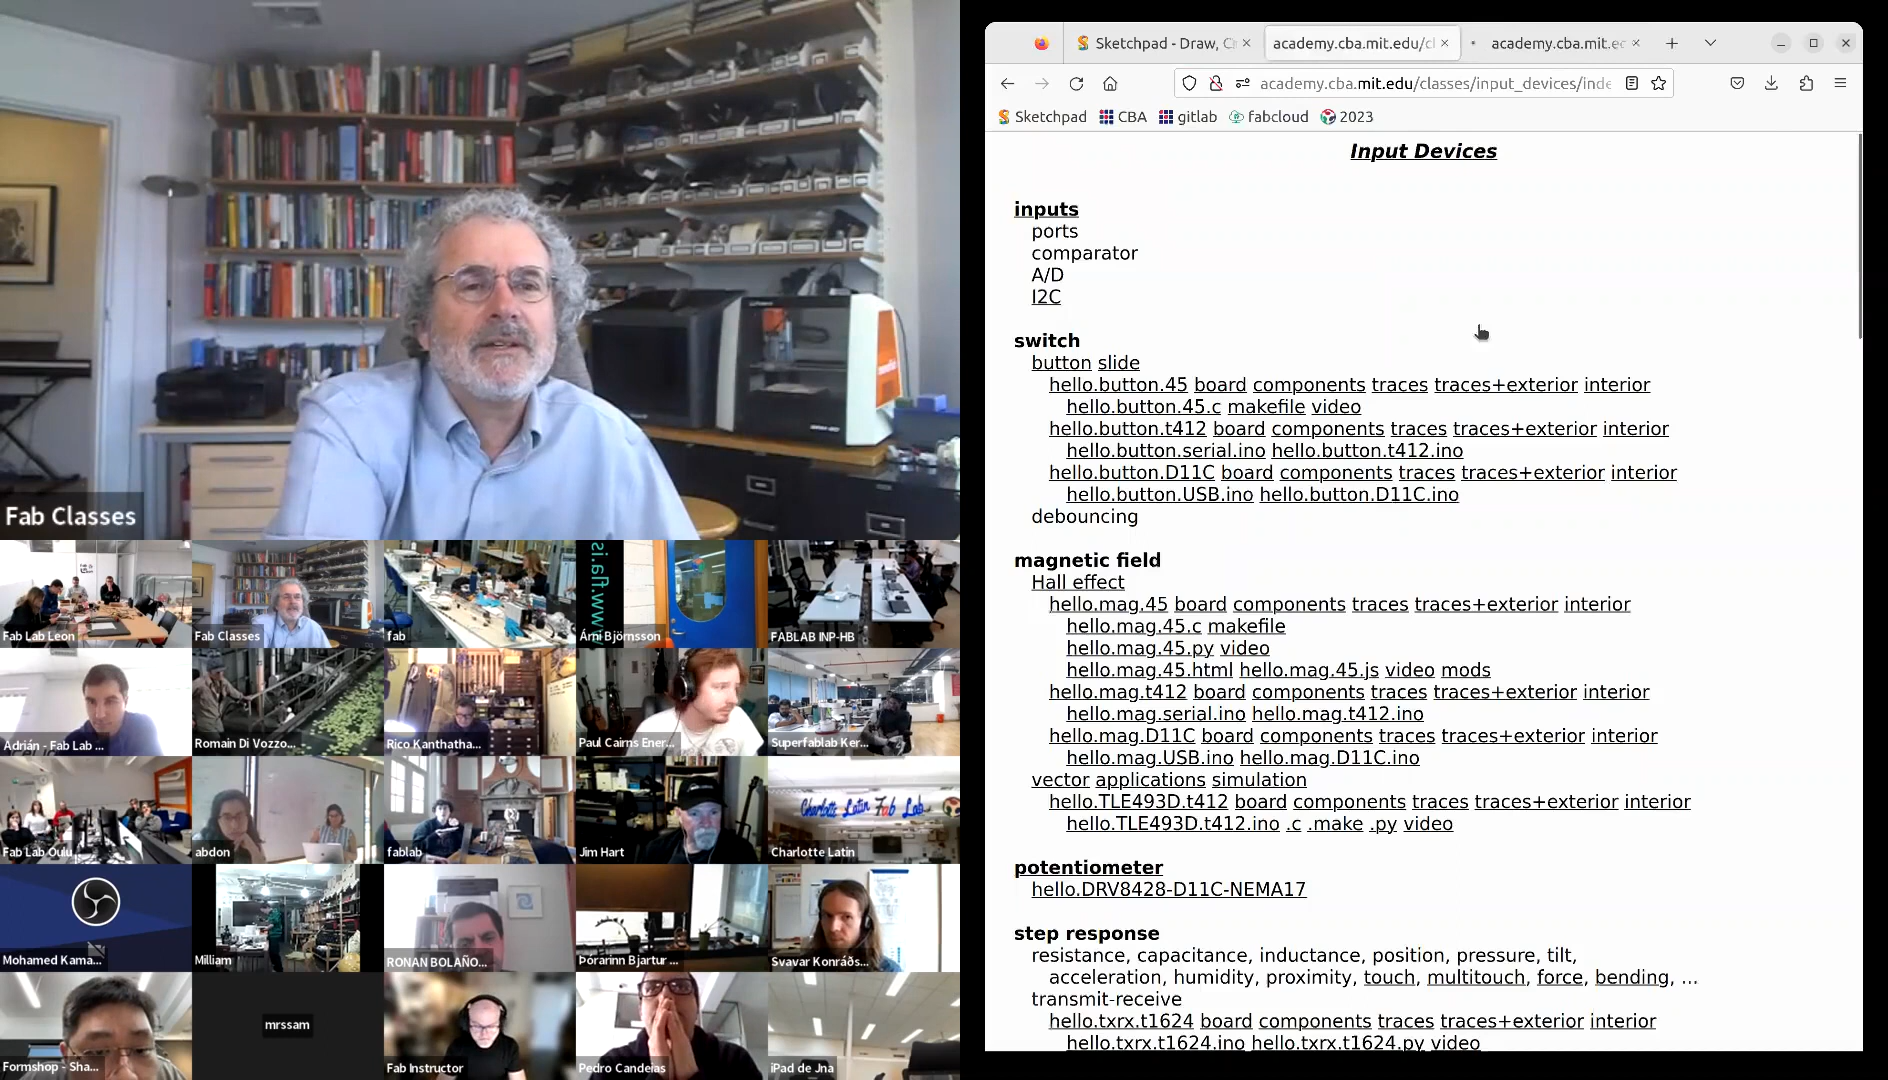 Sketchpad - Draw, C
academy.cba.mit.edu/cl
academy.cba.mit.ec
academy.cba.mit.edu/classes/input_devices/inde
Sketchpad CBA gitlab fabcloud 2023
Input Devices
inputs
ports
comparator
A/D
I2C
switch
button slide
hello.button.45 board components traces traces+exterior interior
hello.button.45.c makefile video
hello.button.t412 board components traces traces+exterior interior
hello.button.serial.ino hello.button.t412.ino
hello.button.D11C board components traces traces+exterior interior
hello.button.USB.ino hello.button.D11C.ino
debouncing
magnetic field
Hall effect
hello.mag.45 board components traces traces+exterior interior
hello.mag.45.c makefile
hello.mag.45.py video
hello.mag.45.html hello.mag.45.js video mods
hello.mag.t412 board components traces traces+exterior interior
hello.mag.serial.ino hello.mag.t412.ino
hello.mag.D11C board components traces traces+exterior interior
hello.mag.USB.ino hello.mag.D11C.ino
vector applications simulation
hello.TLE493D.t412 board components traces traces+exterior interior
hello.TLE493D.t412.ino .c .make .py video
potentiometer
hello.DRV8428-D11C-NEMA17
step response
resistance, capacitance, inductance, position, pressure, tilt,
acceleration, humidity, proximity, touch, multitouch, force, bending, ...
transmit-receive
hello.txrx.t1624 board components traces traces+exterior interior
hello.txrx.t1624.ino hello.txrx.t1624.py video
Fab Classes
Fab Lab Leon
Fab Classes
fab
www.fla.si
Árni Björnsson
FABLAB INP-HB
Adrián - Fab Lab ...
Romain Di Vozzo...
Rico Kanthatha...
Paul Cairns Ener...
Superfablab Ker...
Fab Lab Oulu
abdon
fablab
Jim Hart
Charlotte Latin Fab Lab
Charlotte Latin
Mohamed Kama...
Milliam
RONAN BOLAÑO...
Þórarinn Bjartur ...
Svavar Konráðs...
Formshop - Sha...
mrssam
Fab Instructor
Pedro Candeias
iPad de Jna